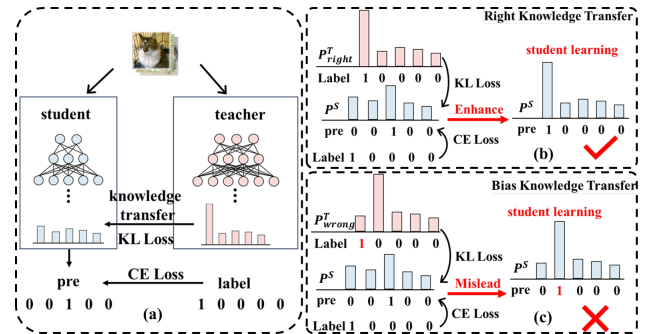 student
teacher
knowledge
transfer
KL Loss
pre
CE Loss
label
0 0 1 0 0
1 0 0 0 0
(a)
Right Knowledge Transfer
P^T_right
Label 1 0 0 0 0
KL Loss
student learning
P^S
Enhance
P^S
pre 0 0 1 0 0
pre 1 0 0 0 0
CE Loss
Label 1 0 0 0 0
(b)
Bias Knowledge Transfer
student learning
P^T_wrong
Label 1 0 0 0 0
KL Loss
P^S
Mislead
P^S
pre 0 0 1 0 0
pre 0 1 0 0 0
CE Loss
Label 1 0 0 0 0
(c)